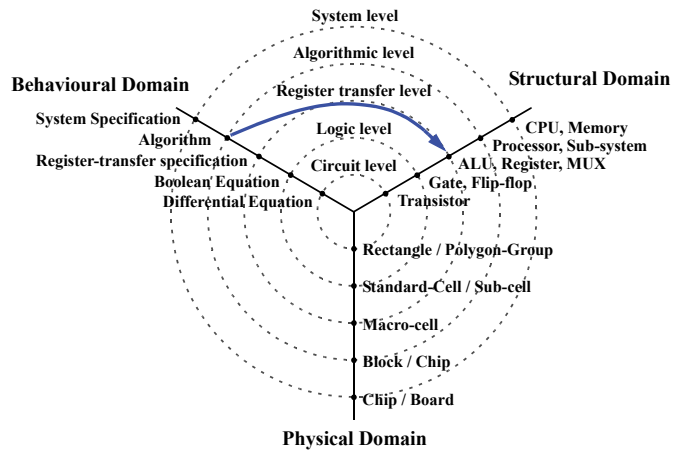 System level
Algorithmic level
Behavioural Domain
Structural Domain
Register transfer level
System Specification
CPU, Memory
Algorithm
Logic level
Processor, Sub-system
Register-transfer specification
Circuit level
ALU, Register, MUX
Boolean Equation
Gate, Flip-flop
Differential Equation
Transistor
Rectangle / Polygon-Group
Standard-Cell / Sub-cell
Macro-cell
Block / Chip
Chip / Board
Physical Domain